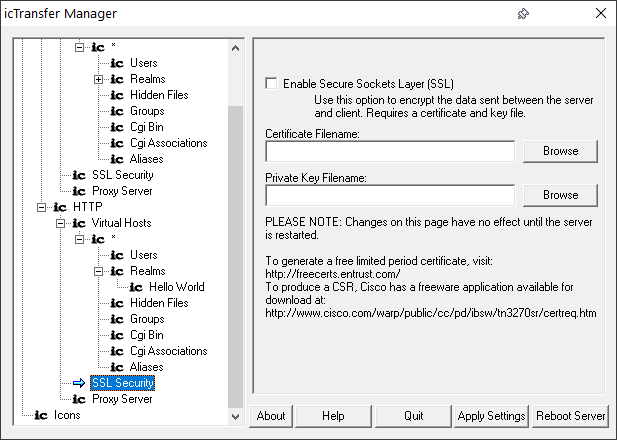 icTransfer Manager
ic *
ic Users
ic Realms
ic Hidden Files
ic Groups
ic Cgi Bin
ic Cgi Associations
ic Aliases
ic SSL Security
ic Proxy Server
ic HTTP
ic Virtual Hosts
ic *
ic Users
ic Realms
ic Hello World
ic Hidden Files
ic Groups
ic Cgi Bin
ic Cgi Associations
ic Aliases
SSL Security
ic Proxy Server
ic Icons
Enable Secure Sockets Layer (SSL)
Use this option to encrypt the data sent between the server
and client. Requires a certificate and key file.
Certificate Filename:
Browse
Private Key Filename:
Browse
PLEASE NOTE: Changes on this page have no effect until the server
is restarted.
To generate a free limited period certificate, visit:
http://freecerts.entrust.com/
To produce a CSR, Cisco has a freeware application available for
download at:
http://www.cisco.com/warp/public/cc/pd/ibsw/tn3270sr/certreq.htm
About Help Quit Apply Settings Reboot Server